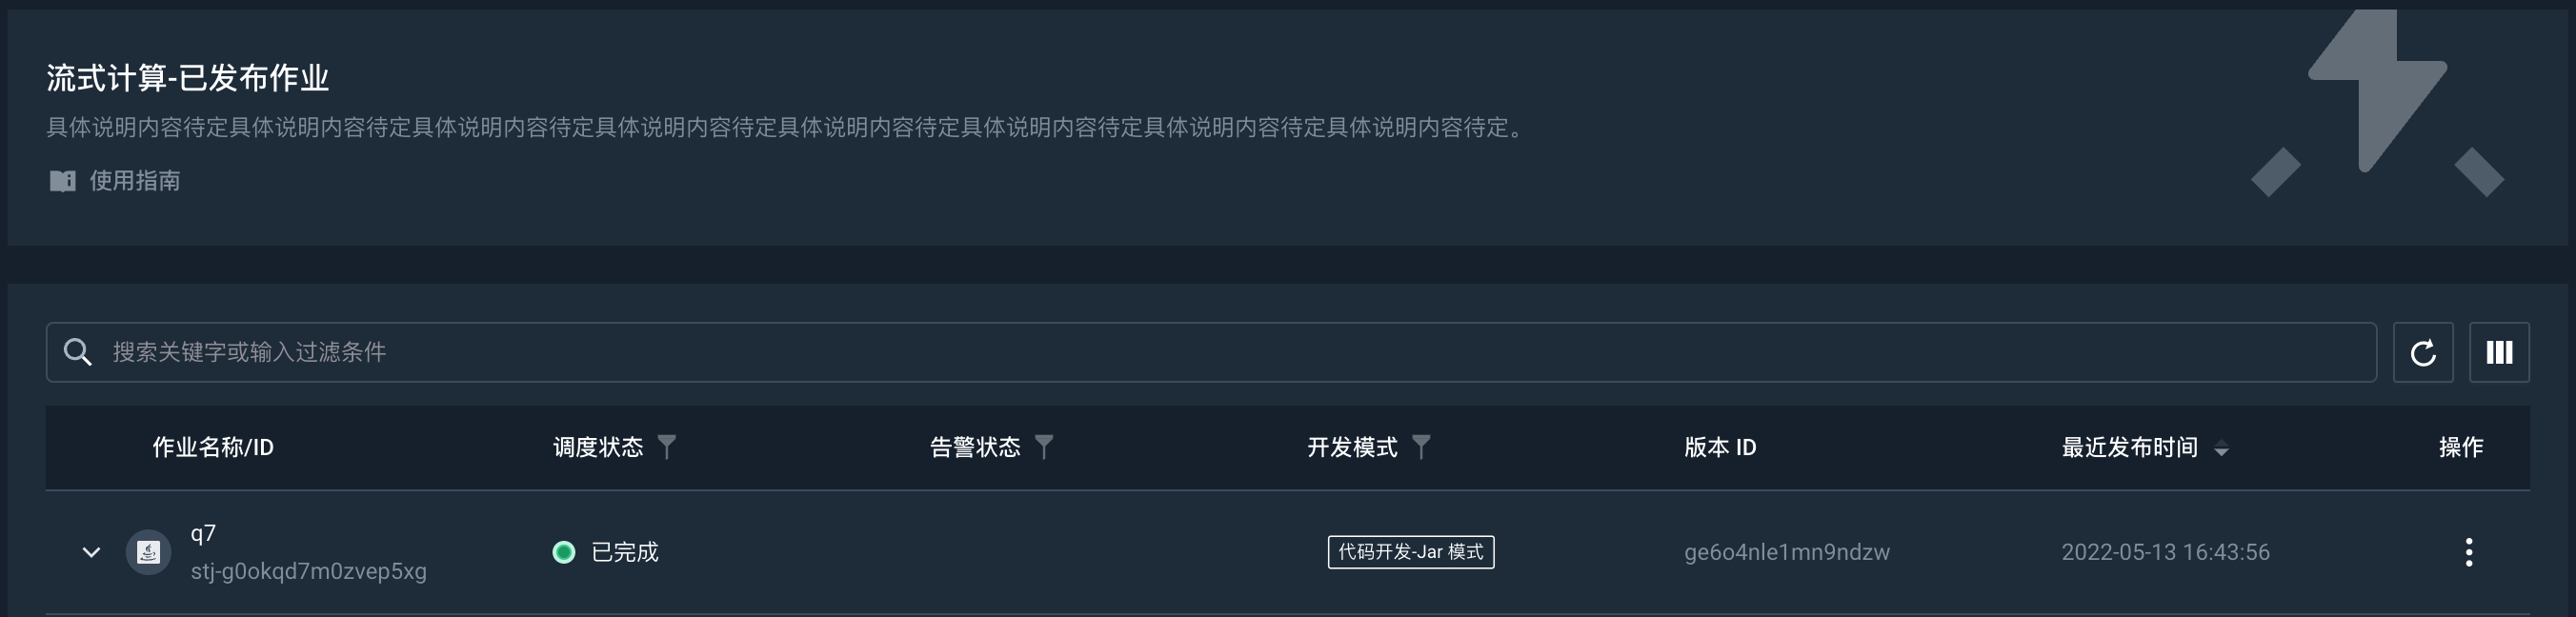 流式计算-已发布作业
具体说明内容待定具体说明内容待定具体说明内容待定具体说明内容待定具体说明内容待定具体说明内容待定具体说明内容待定具体说明内容待定。
使用指南
搜索关键字或输入过滤条件
作业名称/ID 调度状态 告警状态 开发模式 版本 ID 最近发布时间 操作
q7
stj-g0okqd7m0zvep5xg
已完成 代码开发-Jar 模式 ge6o4nle1mn9ndzw 2022-05-13 16:43:56